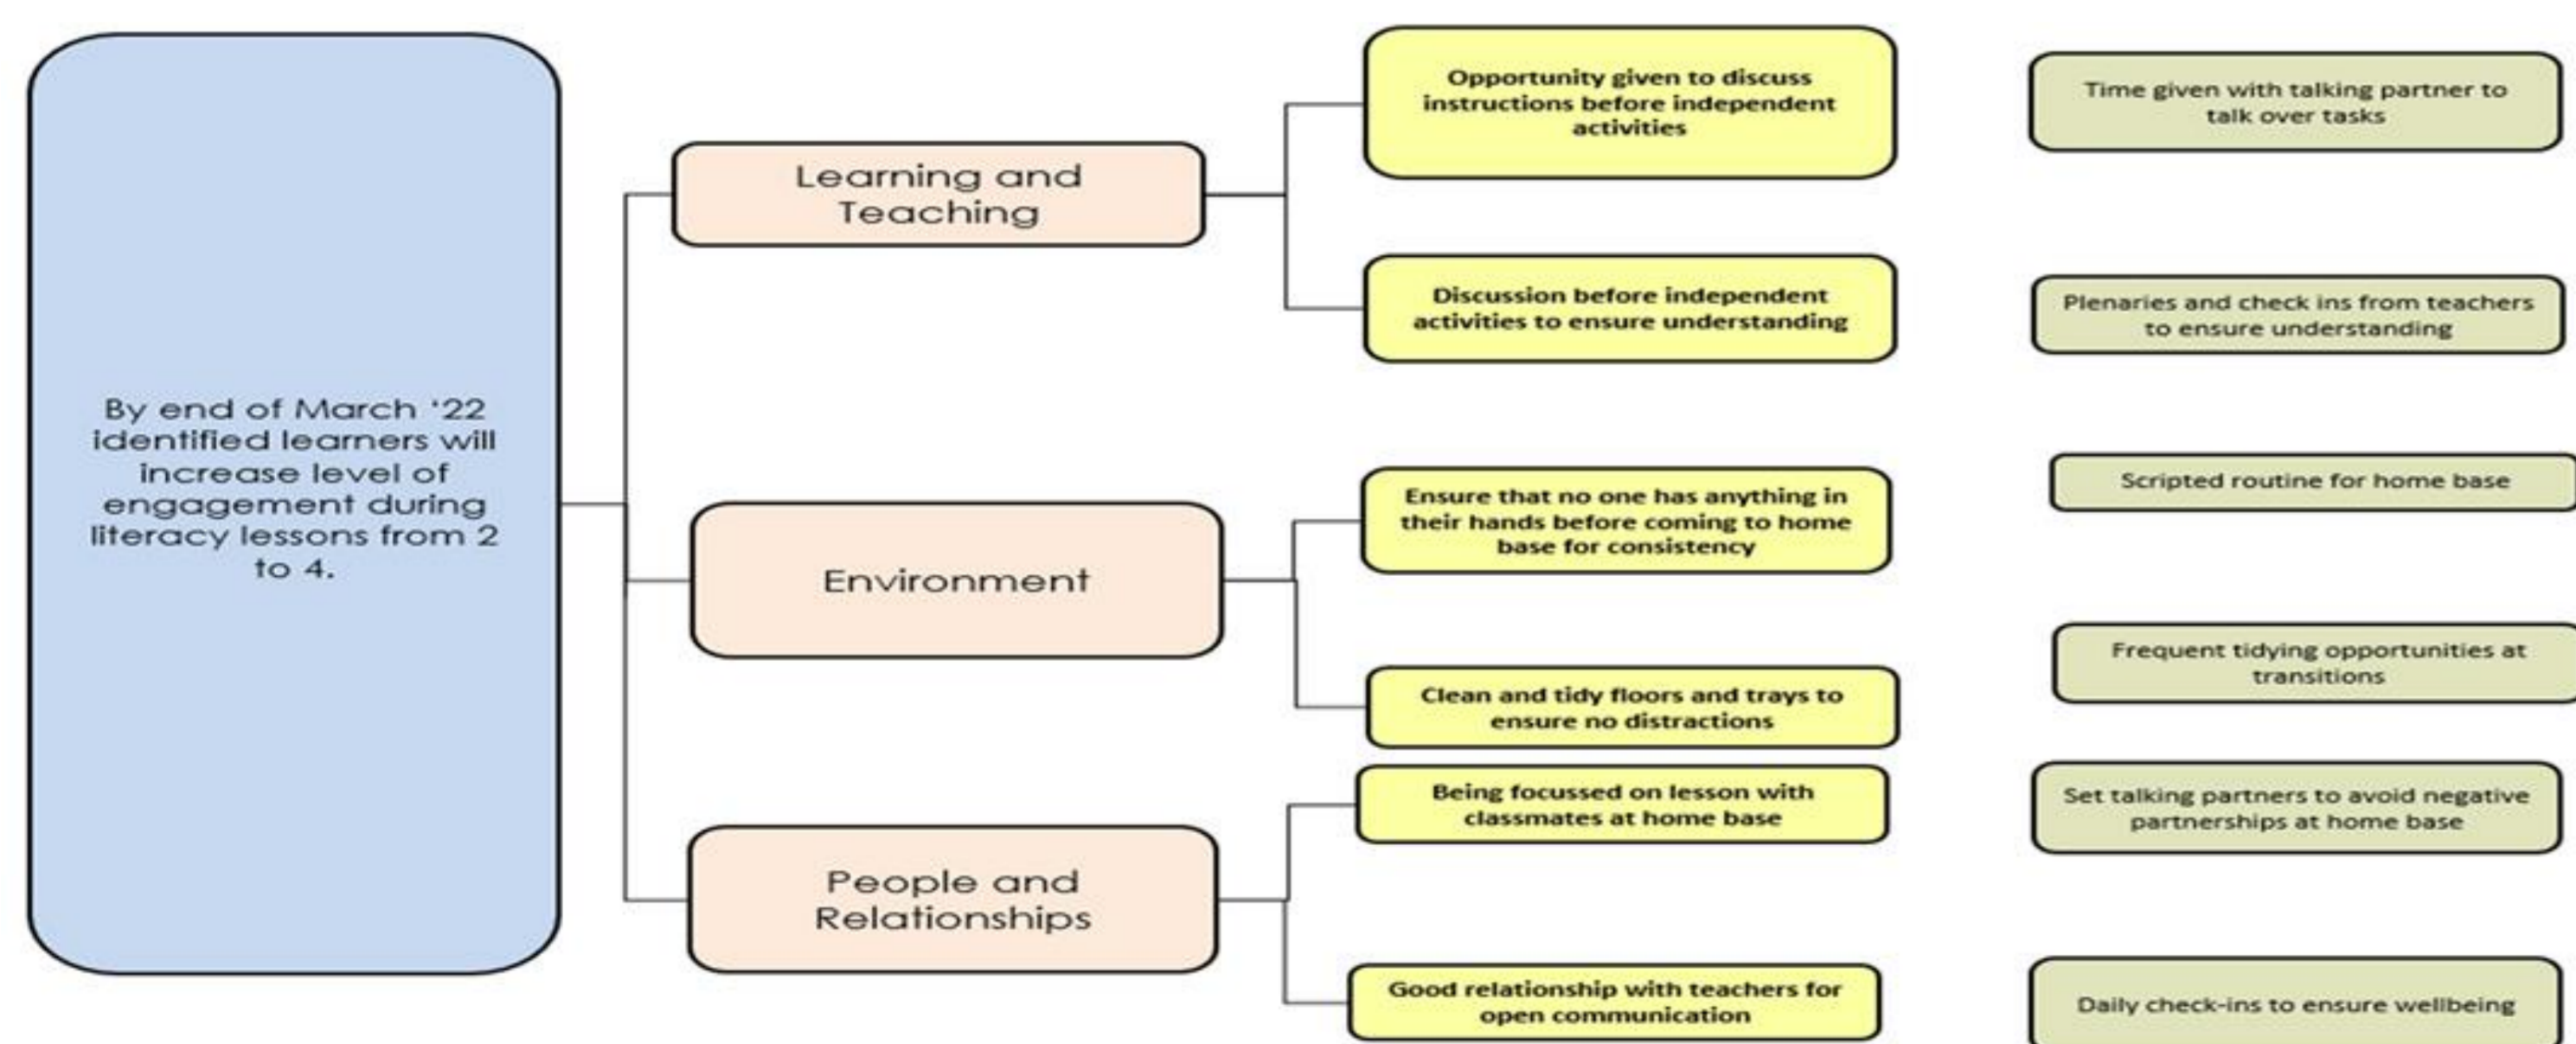 By end of March ‘22
identified learners will
increase level of
engagement during
literacy lessons from 2
to 4.
Learning and
Teaching
Environment
People and
Relationships
Opportunity given to discuss
instructions before independent
activities
Discussion before independent
activities to ensure understanding
Ensure that no one has anything in
their hands before coming to home
base for consistency
Clean and tidy floors and trays to
ensure no distractions
Being focussed on lesson with
classmates at home base
Good relationship with teachers for
open communication
Time given with talking partner to
talk over tasks
Plenaries and check ins from teachers
to ensure understanding
Scripted routine for home base
Frequent tidying opportunities at
transitions
Set talking partners to avoid negative
partnerships at home base
Daily check-ins to ensure wellbeing